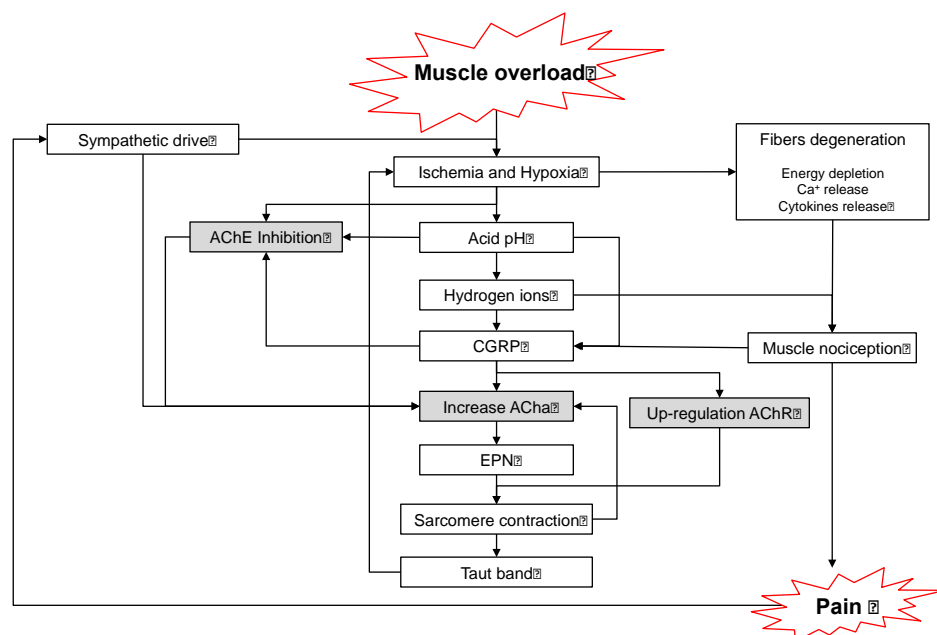 Muscle overload
Sympathetic drive
Fibers degeneration
Energy depletion
Ca⁺ release
Cytokines release
Ischemia and Hypoxia
AChE Inhibition
Acid pH
Hydrogen ions
CGRP
Muscle nociception
Increase ACha
Up-regulation AChR
EPN
Sarcomere contraction
Taut band
Pain